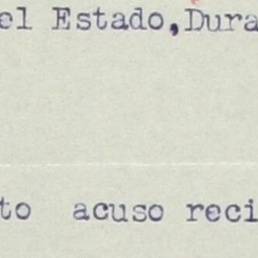 el Estado,Dura
to acuso reci